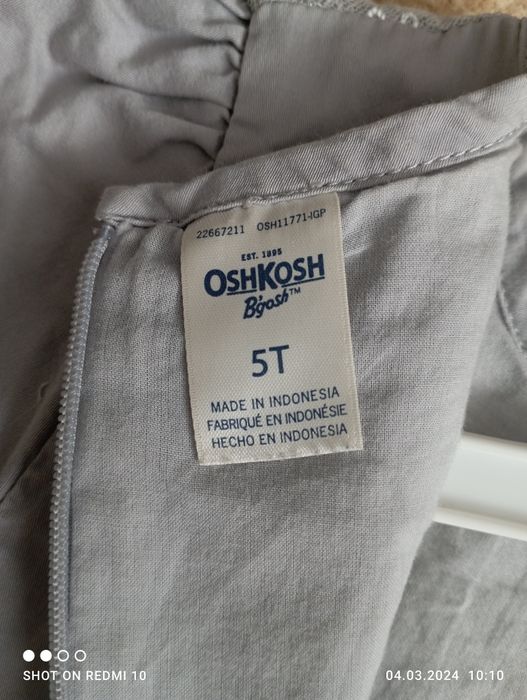 22667211 OSH11771-IGP
EST. 1895
OSHKOSH
B'gosh™
5T
MADE IN INDONESIA
FABRIQUÉ EN INDONÉSIE
HECHO EN INDONESIA
SHOT ON REDMI 10
04.03.2024 10:10